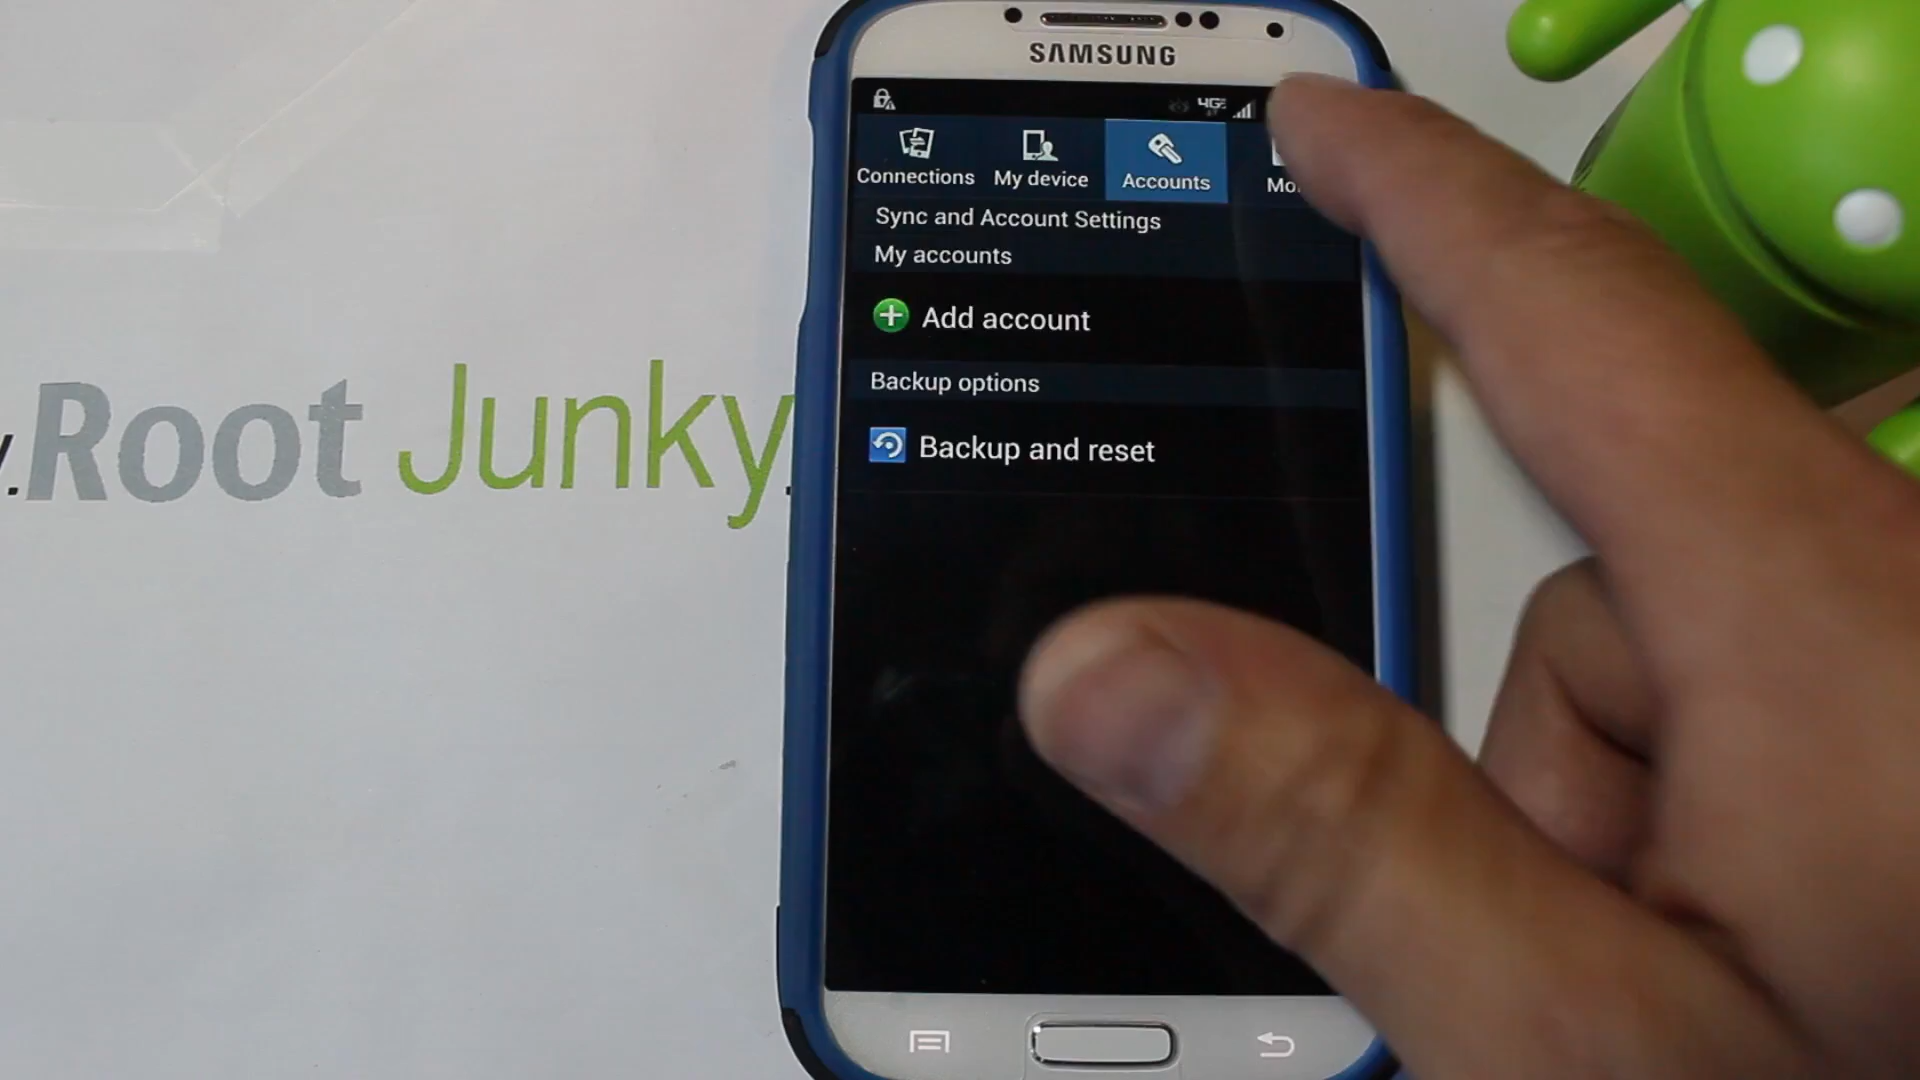 .Root Junky.
SAMSUNG
4G
Connections
My device
Accounts
Sync and Account Settings
My accounts
Add account
Backup options
Backup and reset